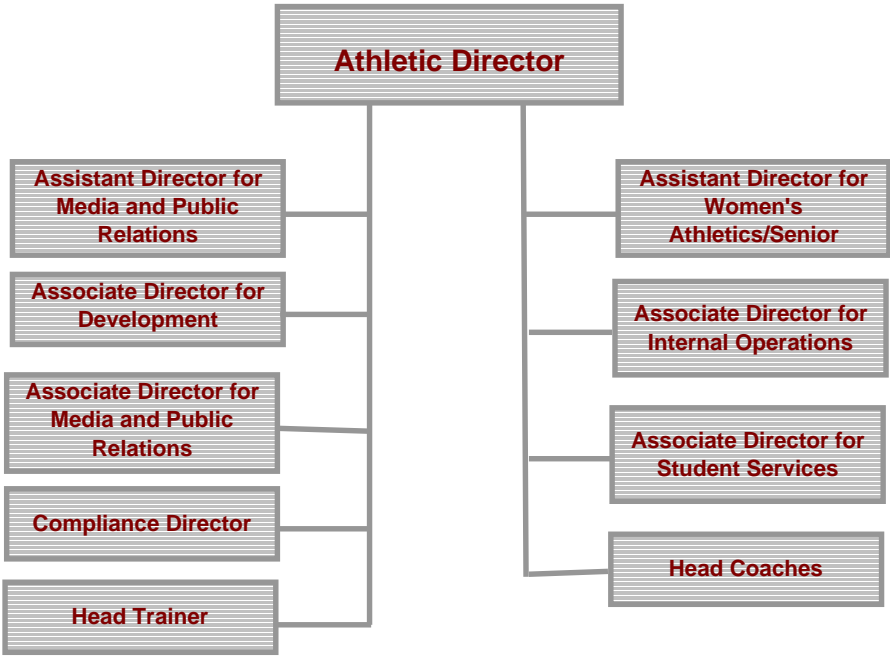 Athletic Director
Assistant Director for
Media and Public
Relations
Associate Director for
Development
Associate Director for
Media and Public
Relations
Compliance Director
Head Trainer
Assistant Director for
Women's
Athletics/Senior
Associate Director for
Internal Operations
Associate Director for
Student Services
Head Coaches